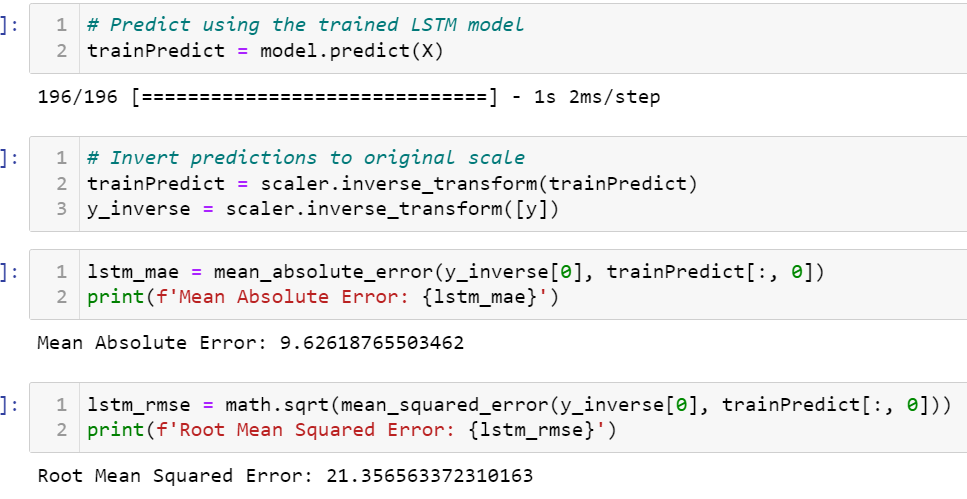 ]: 1 # Predict using the trained LSTM model
2 trainPredict = model.predict(X)
196/196 [==============================] - 1s 2ms/step
]: 1 # Invert predictions to original scale
2 trainPredict = scaler.inverse_transform(trainPredict)
3 y_inverse = scaler.inverse_transform([y])
]: 1 lstm_mae = mean_absolute_error(y_inverse[0], trainPredict[:, 0])
2 print(f'Mean Absolute Error: {lstm_mae}')
Mean Absolute Error: 9.62618765503462
]: 1 lstm_rmse = math.sqrt(mean_squared_error(y_inverse[0], trainPredict[:, 0]))
2 print(f'Root Mean Squared Error: {lstm_rmse}')
Root Mean Squared Error: 21.356563372310163